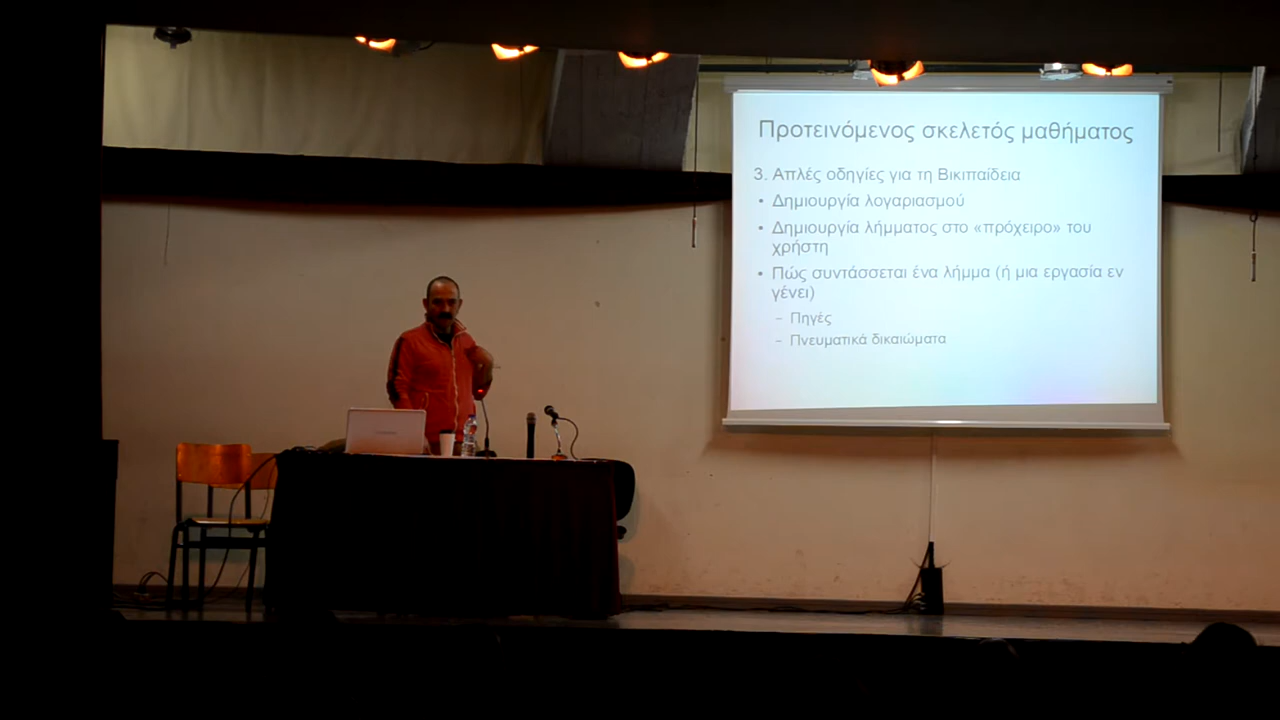 Προτεινόμενος σκελετός μαθήματος
3. Απλές οδηγίες για τη Βικιπαίδεια
• Δημιουργία λογαριασμού
• Δημιουργία λήμματος στο «πρόχειρο» του
χρήστη
• Πώς συντάσσεται ένα λήμμα (ή μια εργασία εν
γένει)
– Πηγές
– Πνευματικά δικαιώματα